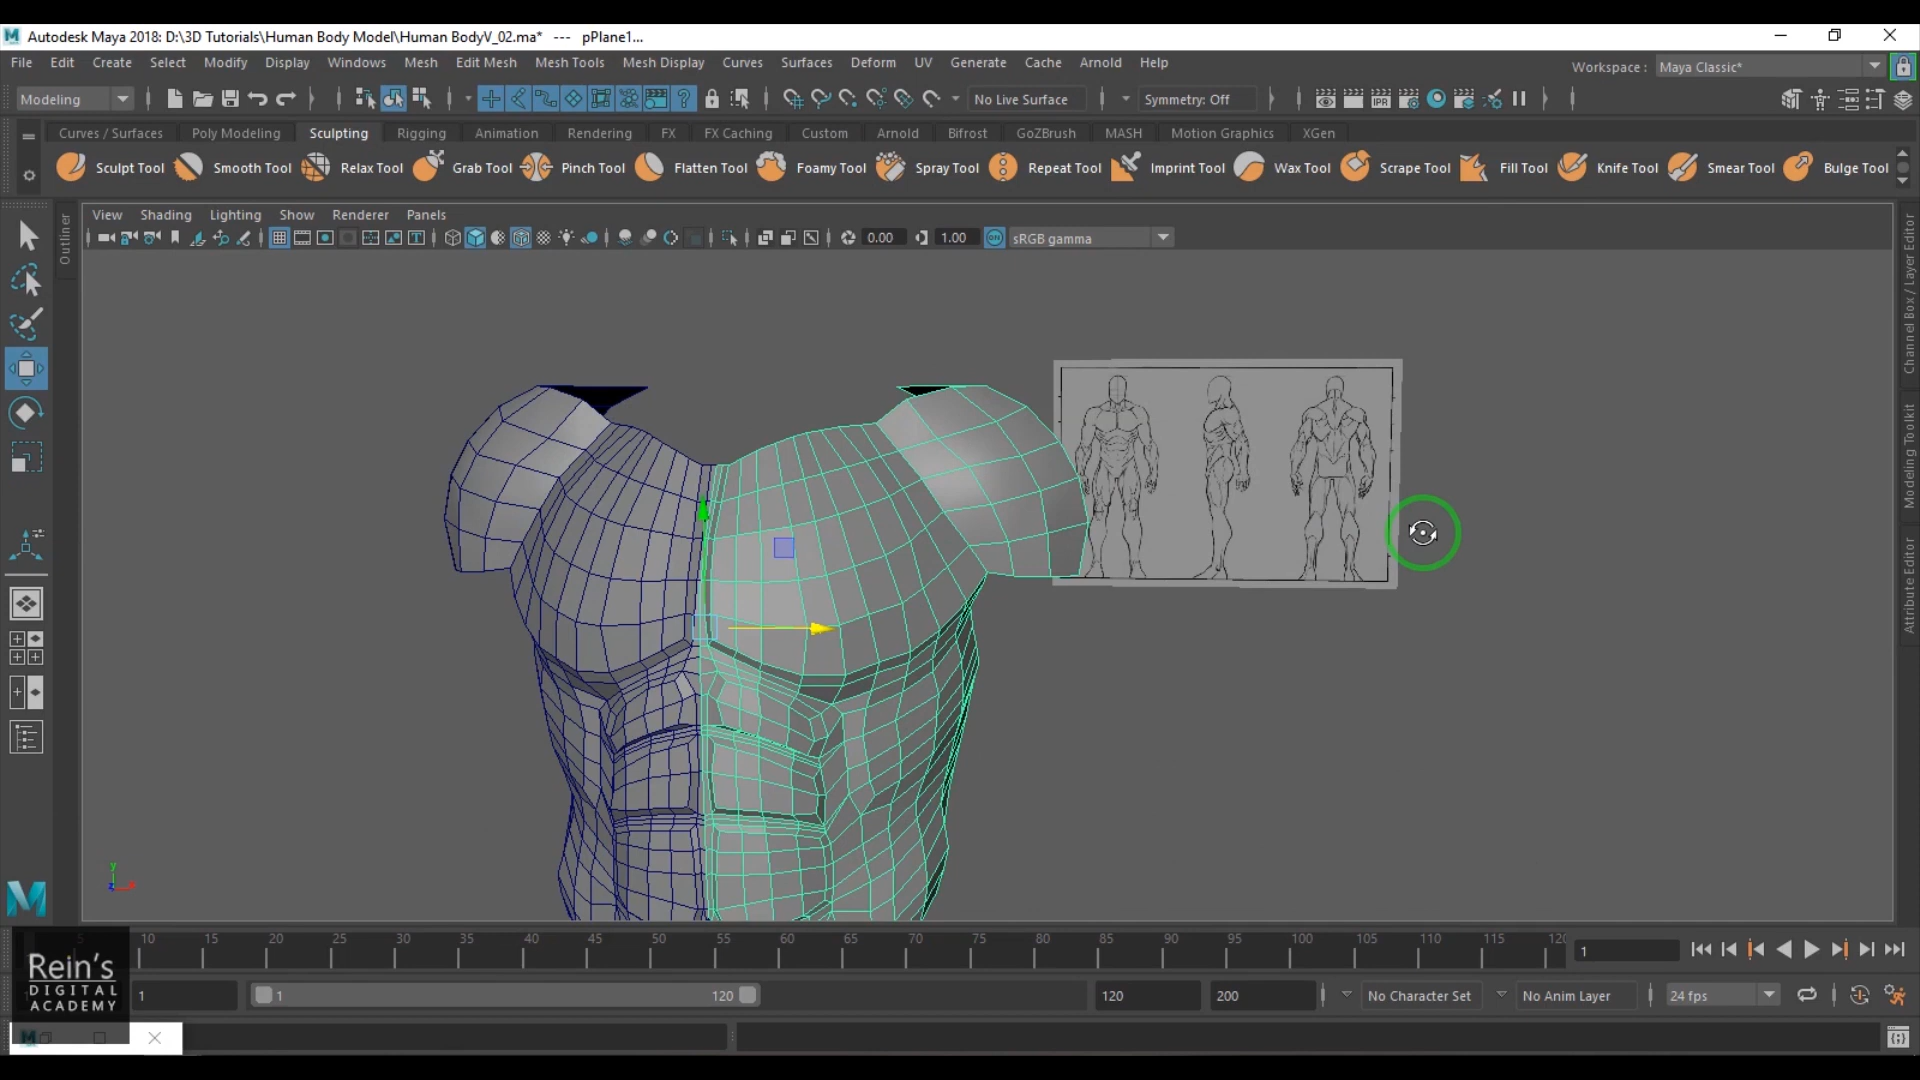 Autodesk Maya 2018: D:\3D Tutorials\Human Body Model\Human BodyV_02.ma* --- pPlane1...
File Edit Create Select Modify Display Windows Mesh Edit Mesh Mesh Tools Mesh Display Curves Surfaces Deform UV Generate Cache Arnold Help
Workspace : Maya Classic*
Modeling No Live Surface Symmetry: Off
Curves / Surfaces Poly Modeling Sculpting Rigging Animation Rendering FX FX Caching Custom Arnold Bifrost GoZBrush MASH Motion Graphics XGen
Sculpt Tool Smooth Tool Relax Tool Grab Tool Pinch Tool Flatten Tool Foamy Tool Spray Tool Repeat Tool Imprint Tool Wax Tool Scrape Tool Fill Tool Knife Tool Smear Tool Bulge Tool
View Shading Lighting Show Renderer Panels
0.00 1.00 ON sRGB gamma
Outliner
Channel Box / Layer Editor
Modeling Toolkit
Attribute Editor
IPR
y
5 10 15 20 25 30 35 40 45 50 55 60 65 70 75 80 85 90 95 100 105 110 115 120
1
Rein's
DIGITAL
ACADEMY
1 1 120 120 200 No Character Set No Anim Layer 24 fps